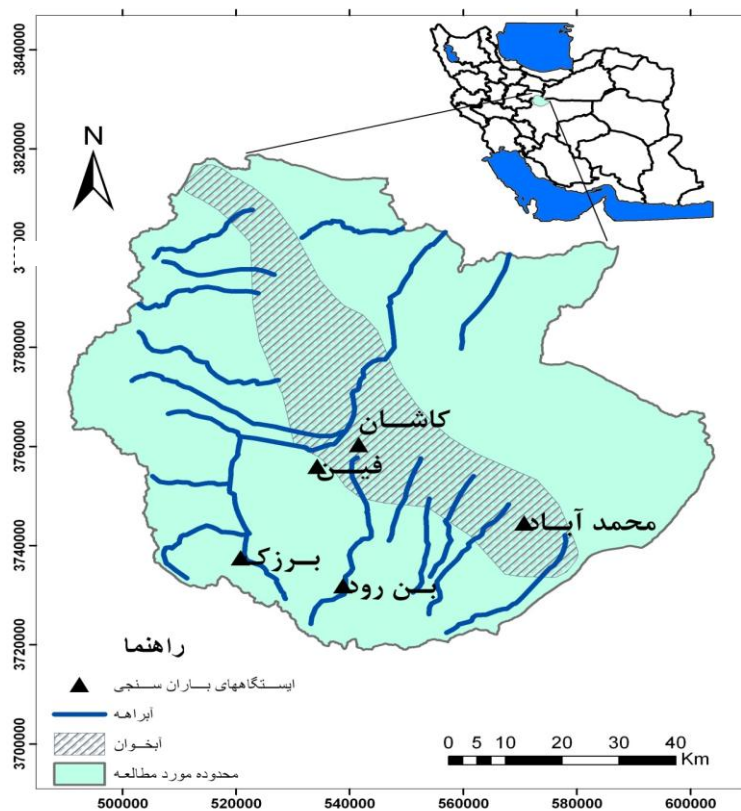 3840000
3820000
3780000
3760000
3740000
3720000
3700000
N
کاشان
فین
محمد آباد
برزک
بن رود
راهنما
ایستگاههای باران سنجی
آبراهه
آبخوان
محدوده مورد مطالعه
0 5 10 20 30 40
Km
500000 520000 540000 560000 580000 600000